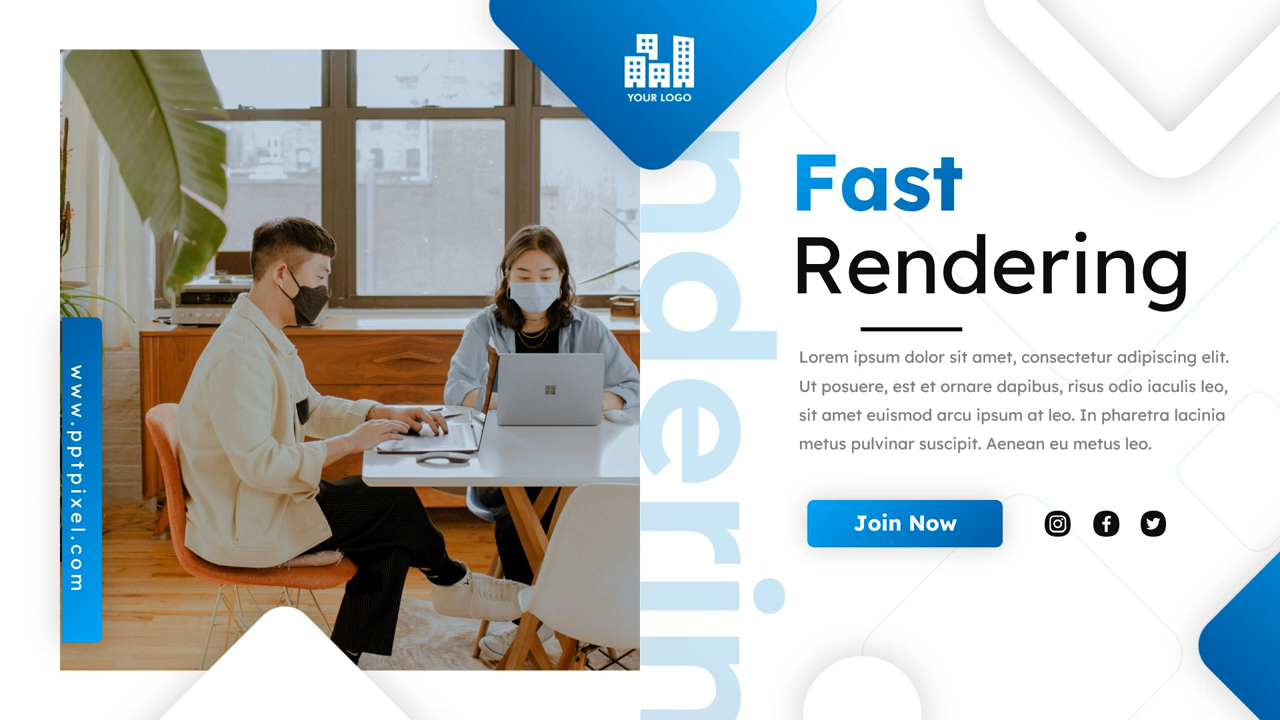 YOUR LOGO
Fast
Rendering
Lorem ipsum dolor sit amet, consectetur adipiscing elit.
Ut posuere, est et ornare dapibus, risus odio iaculis leo,
sit amet euismod arcu ipsum at leo. In pharetra lacinia
metus pulvinar suscipit. Aenean eu metus leo.
Join Now
www.pptpixel.com
nderin